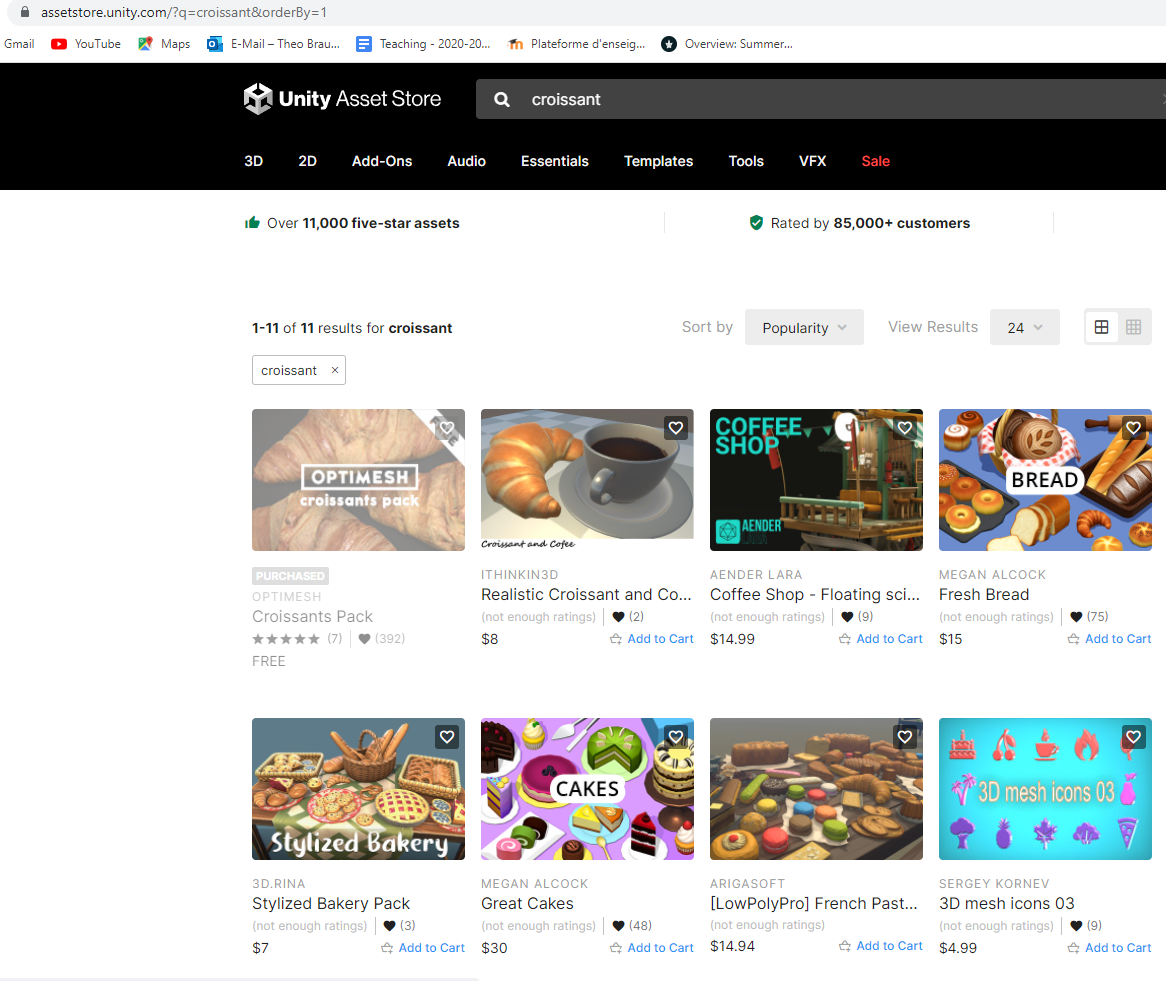 assetstore.unity.com/?q=croissant&orderBy=1
Gmail YouTube Maps E-Mail – Theo Brau... Teaching - 2020-20... Plateforme d'enseig... Overview: Summer...
Unity Asset Store croissant
3D 2D Add-Ons Audio Essentials Templates Tools VFX Sale
Over 11,000 five-star assets Rated by 85,000+ customers
1-11 of 11 results for croissant Sort by Popularity View Results 24
croissant ×
OPTIMESH
croissants pack
PURCHASED
OPTIMESH
Croissants Pack
(7) (392)
FREE
Croissant and Cofee
ITHINKIN3D
Realistic Croissant and Co...
(not enough ratings) (2)
$8 Add to Cart
COFFEE
SHOP
AENDER
LARA
AENDER LARA
Coffee Shop - Floating sci...
(not enough ratings) (9)
$14.99 Add to Cart
BREAD
MEGAN ALCOCK
Fresh Bread
(not enough ratings) (75)
$15 Add to Cart
Stylized Bakery
3D.RINA
Stylized Bakery Pack
(not enough ratings) (3)
$7 Add to Cart
CAKES
MEGAN ALCOCK
Great Cakes
(not enough ratings) (48)
$30 Add to Cart
ARIGASOFT
[LowPolyPro] French Past...
(not enough ratings)
$14.94 Add to Cart
3D mesh icons 03
SERGEY KORNEV
3D mesh icons 03
(not enough ratings) (9)
$4.99 Add to Cart